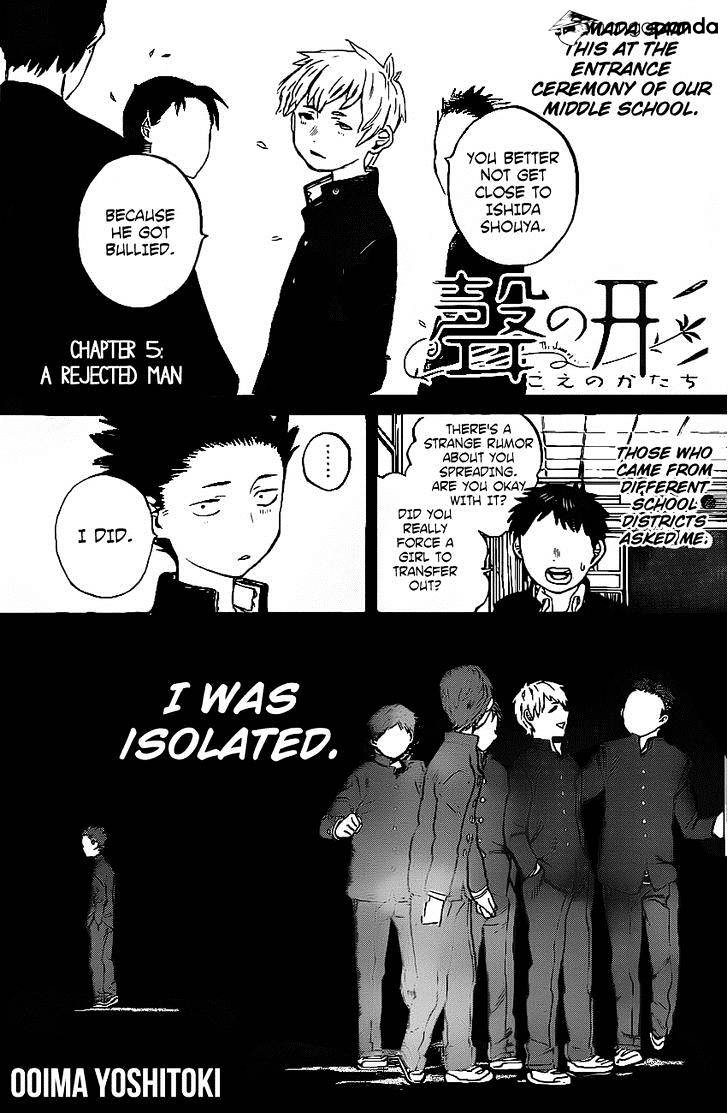 MADA SAID
THIS AT THE
ENTRANCE
CEREMONY OF OUR
MIDDLE SCHOOL.
YOU BETTER
NOT GET
CLOSE TO
ISHIDA
SHOUYA.
BECAUSE
HE GOT
BULLIED.
聲の形
こえのかたち
CHAPTER 5:
A REJECTED MAN
THOSE WHO
CAME FROM
DIFFERENT
SCHOOL
DISTRICTS
ASKED ME:
THERE'S A
STRANGE RUMOR
ABOUT YOU
SPREADING.
ARE YOU OKAY
WITH IT?
DID YOU
REALLY
FORCE A
GIRL TO
TRANSFER
OUT?
......
I DID.
I WAS
ISOLATED.
OOIMA YOSHITOKI